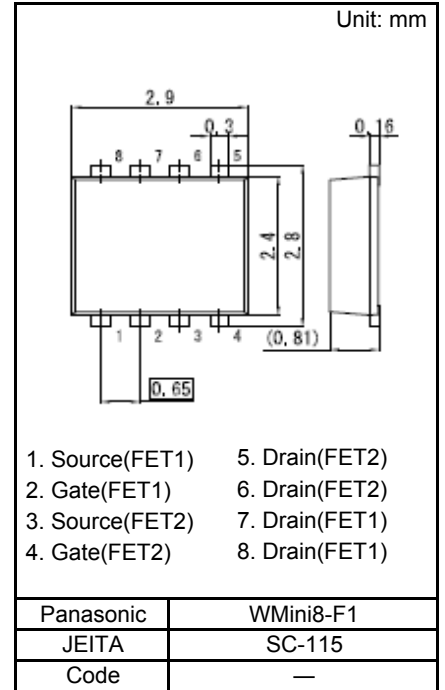 Unit: mm
2.9
0.3
0.16
8 7 6 5
2.4
2.8
1 2 3 4
(0.81)
0.65
1. Source(FET1) 5. Drain(FET2)
2. Gate(FET1) 6. Drain(FET2)
3. Source(FET2) 7. Drain(FET1)
4. Gate(FET2) 8. Drain(FET1)
Panasonic WMini8-F1
JEITA SC-115
Code —